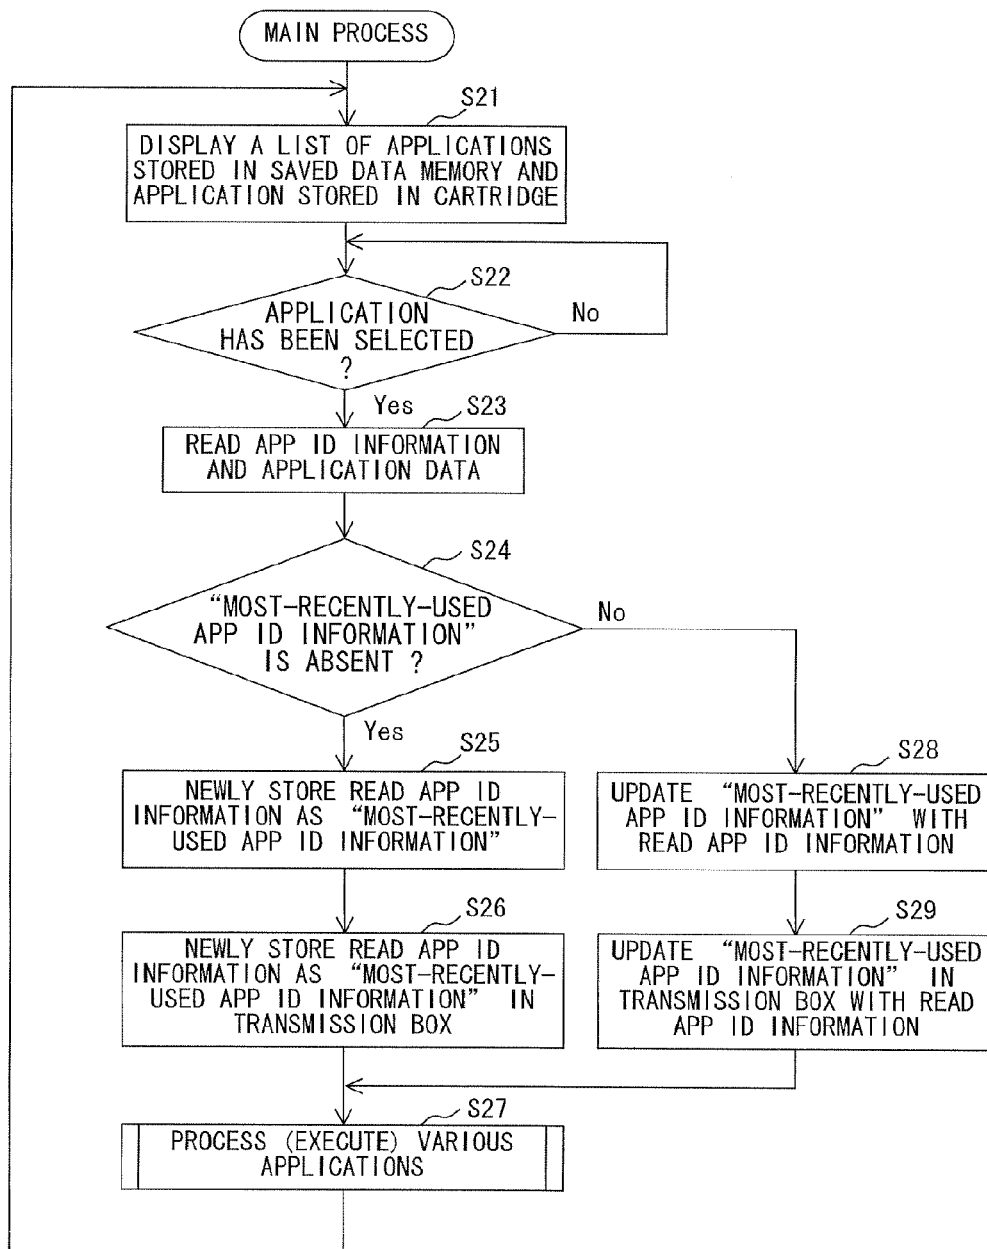 MAIN PROCESS
S21
DISPLAY A LIST OF APPLICATIONS
STORED IN SAVED DATA MEMORY AND
APPLICATION STORED IN CARTRIDGE
S22
APPLICATION
HAS BEEN SELECTED
?
No
Yes
S23
READ APP ID INFORMATION
AND APPLICATION DATA
S24
“MOST-RECENTLY-USED
APP ID INFORMATION”
IS ABSENT ?
No
Yes
S25
NEWLY STORE READ APP ID
INFORMATION AS “MOST-RECENTLY-
USED APP ID INFORMATION”
S28
UPDATE “MOST-RECENTLY-USED
APP ID INFORMATION” WITH
READ APP ID INFORMATION
S26
NEWLY STORE READ APP ID
INFORMATION AS “MOST-RECENTLY-
USED APP ID INFORMATION” IN
TRANSMISSION BOX
S29
UPDATE “MOST-RECENTLY-USED
APP ID INFORMATION” IN
TRANSMISSION BOX WITH READ
APP ID INFORMATION
S27
PROCESS (EXECUTE) VARIOUS
APPLICATIONS